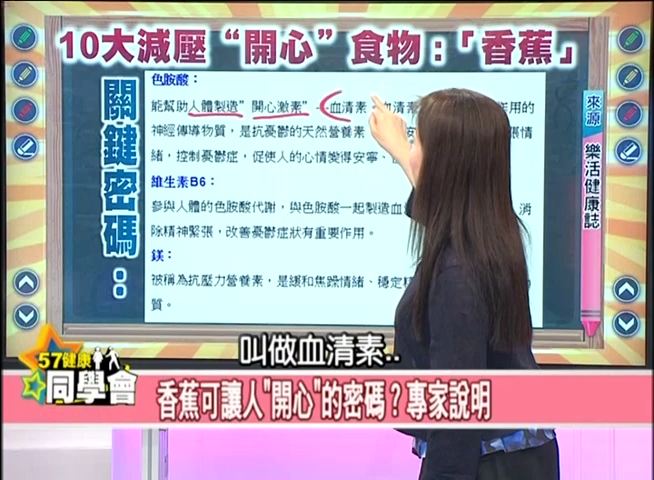 10大減壓“開心”食物：「香蕉」
關鍵密碼：
色胺酸：
能幫助人體製造”開心激素”—血清素，血清素
用的
神經傳導物質，是抗憂鬱的天然營養素
情
緒，控制憂鬱症，促使人的心情變得安寧、
維生素B6：
參與人體的色胺酸代謝，與色胺酸一起製造血
消
除精神緊張，改善憂鬱症狀有重要作用。
鎂：
被稱為抗壓力營養素，是緩和焦躁情緒、穩定
質。
來源
樂活健康誌
叫做血清素..
57健康
同學會
香蕉可讓人"開心"的密碼？專家說明